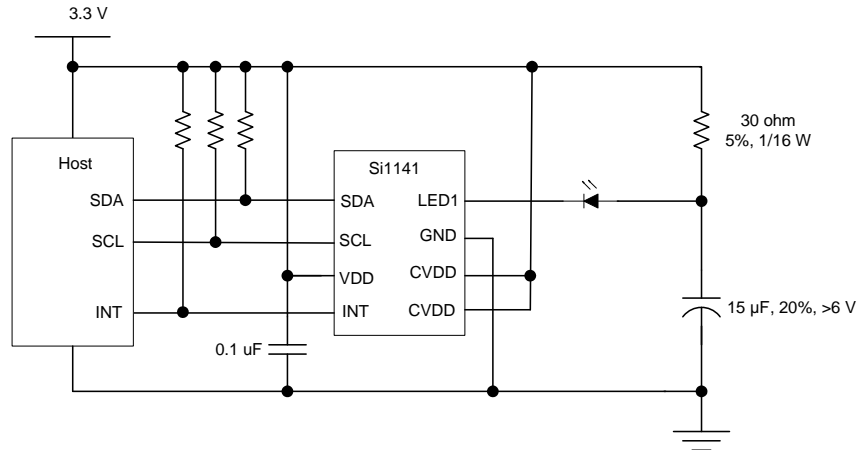 3.3 V
Host
SDA
SCL
INT
Si1141
SDA
SCL
VDD
INT
LED1
GND
CVDD
CVDD
0.1 uF
30 ohm
5%, 1/16 W
15 µF, 20%, >6 V